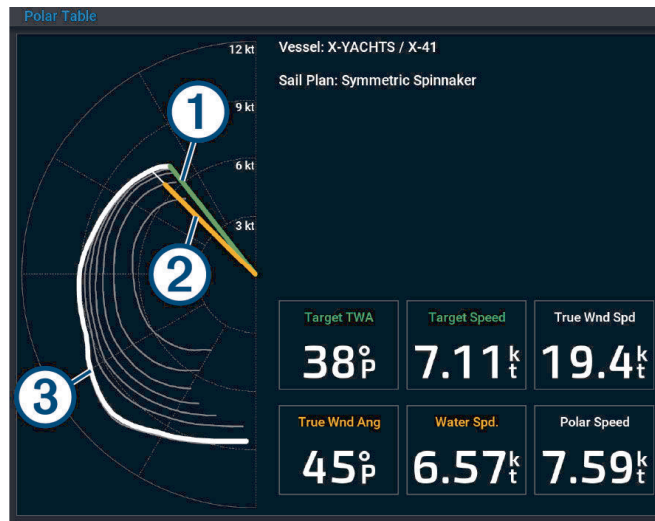 Polar Table
12 kt
9 kt
6 kt
3 kt
1
2
3
Vessel: X-YACHTS / X-41
Sail Plan: Symmetric Spinnaker
Target TWA
38°P
Target Speed
7.11kt
True Wnd Spd
19.4kt
True Wnd Ang
45°P
Water Spd.
6.57kt
Polar Speed
7.59kt